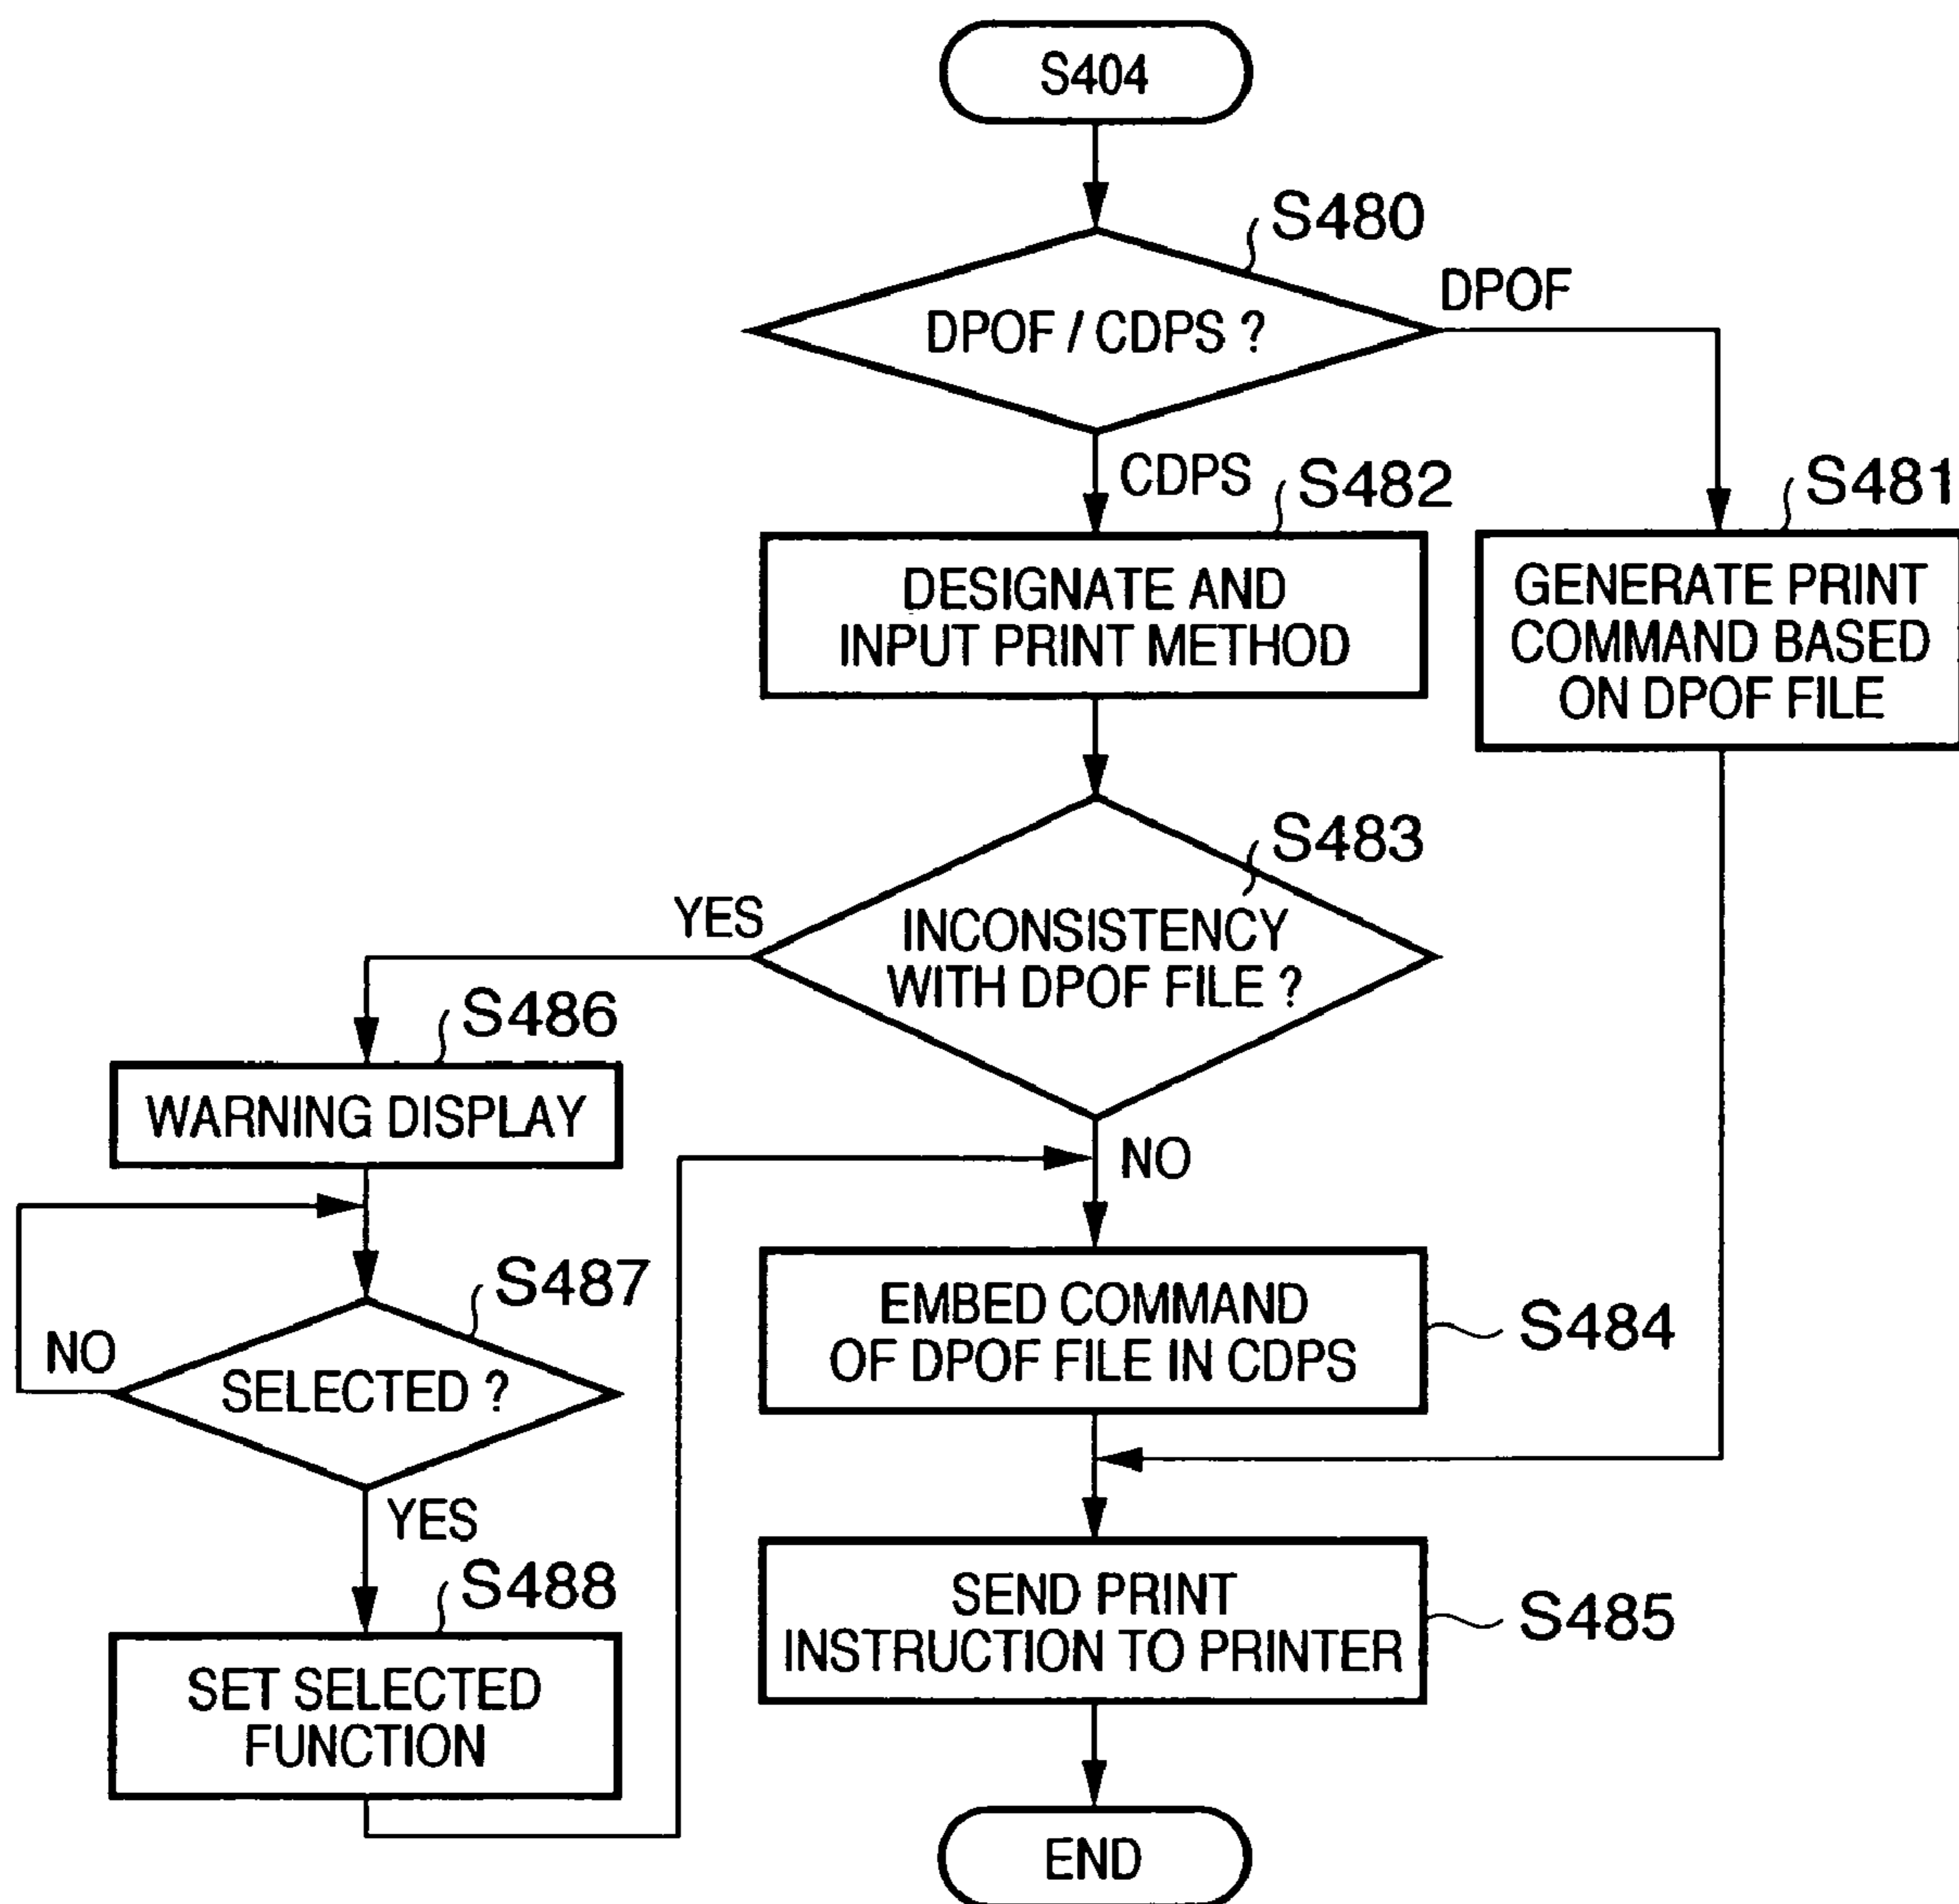 S404
S480
DPOF / CDPS ?
DPOF
CDPS
S482
S481
DESIGNATE AND
INPUT PRINT METHOD
GENERATE PRINT
COMMAND BASED
ON DPOF FILE
S483
YES
INCONSISTENCY
WITH DPOF FILE ?
S486
WARNING DISPLAY
NO
S487
NO
SELECTED ?
EMBED COMMAND
OF DPOF FILE IN CDPS
S484
YES
S488
SET SELECTED
FUNCTION
SEND PRINT
INSTRUCTION TO PRINTER
S485
END